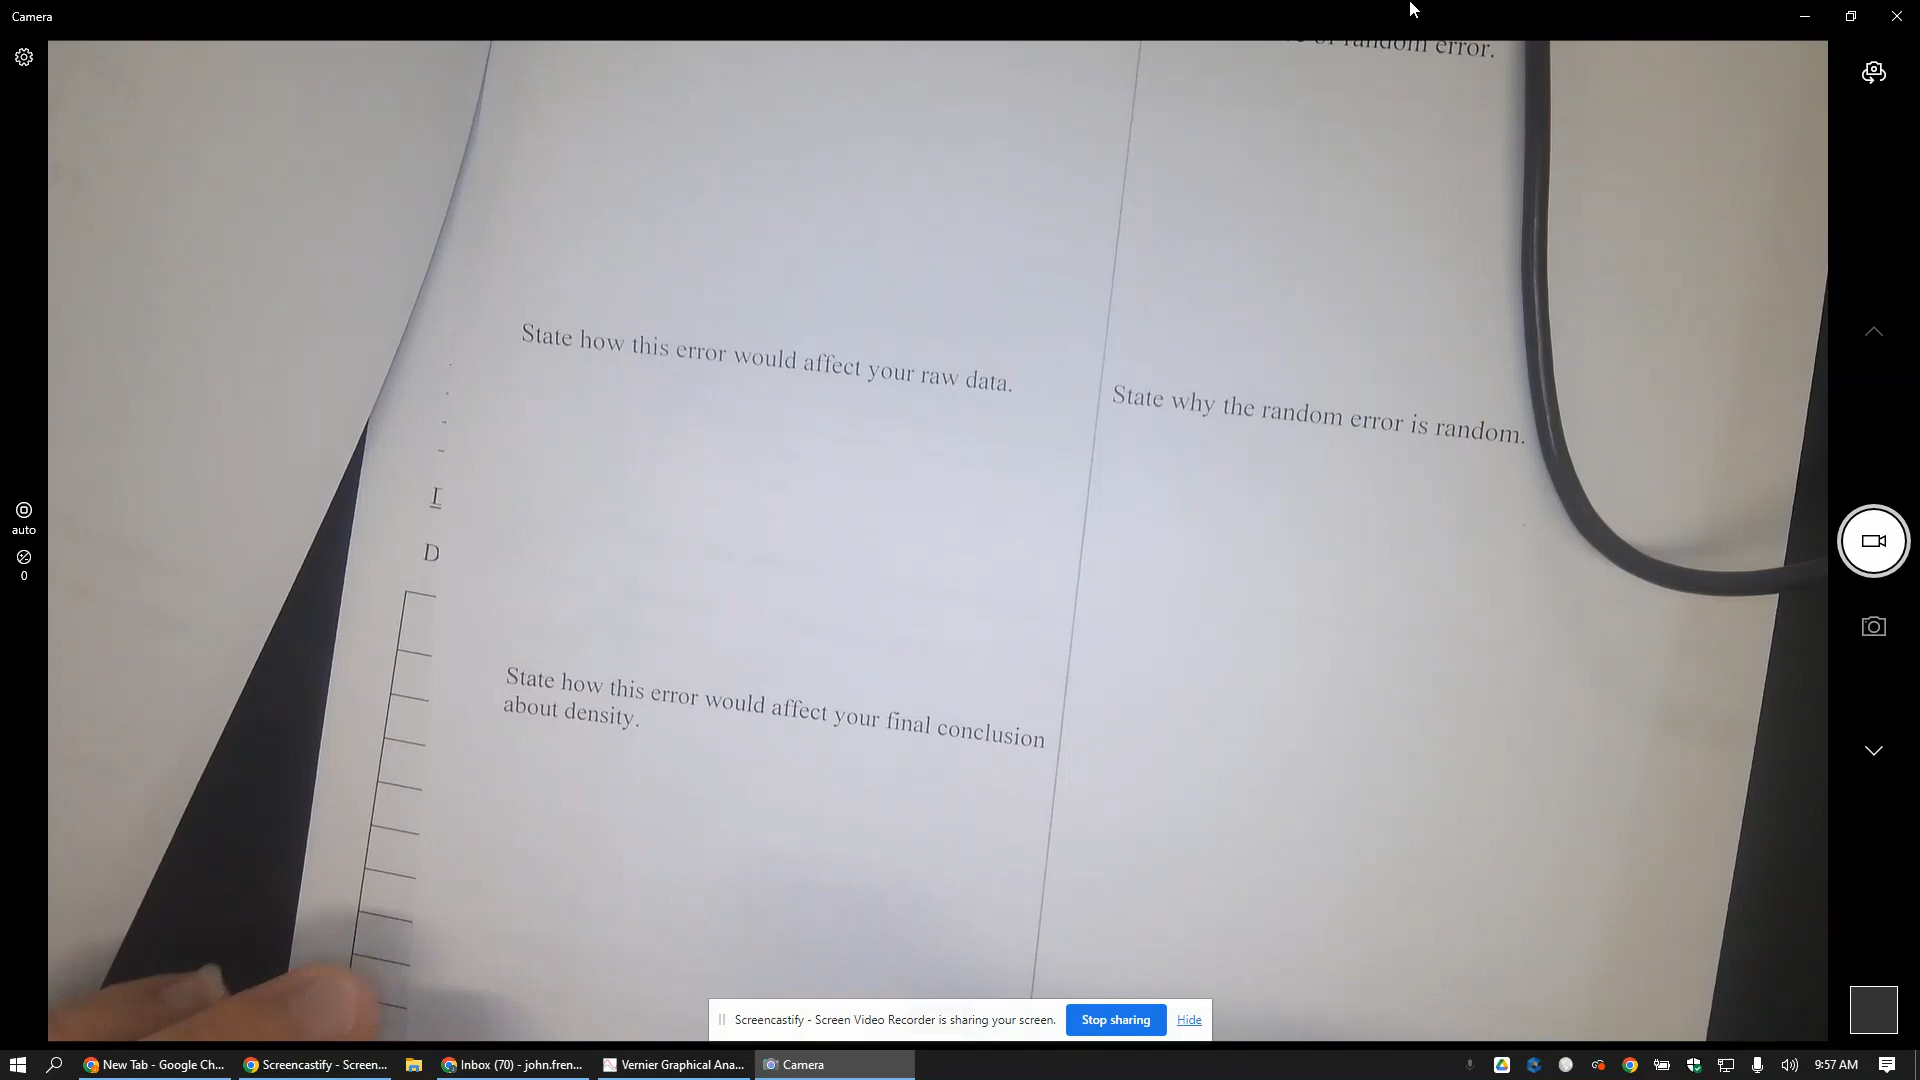 Camera
random error.
State how this error would affect your raw data.
State why the random error is random.
D
auto
0
State how this error would affect your final conclusion
about density.
Screencastify - Screen Video Recorder is sharing your screen.
Stop sharing
Hide
New Tab - Google Ch...
Screencastify - Screen...
Inbox (70) - john.fren...
Vernier Graphical Ana...
Camera
9:57 AM